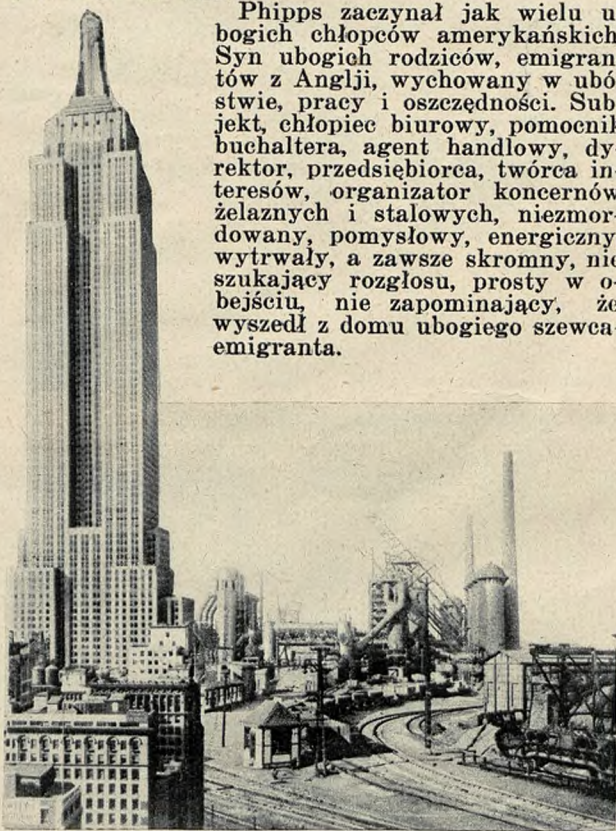 Phipps zaczynał jak wielu u
bogich chłopców amerykańskich
Syn ubogich rodziców, emigran
tów z Anglji, wychowany w ubó
stwie, pracy i oszczędności. Sub
jekt, chłopiec biurowy, pomocnik
buchaltera, agent handlowy, dy
rektor, przedsiębiorca, twórca in
teresów, organizator koncernów
żelaznych i stalowych, niezmor-
dowany, pomysłowy, energiczny
wytrwały, a zawsze skromny, nie
szukający rozgłosu, prosty w o-
bejściu, nie zapominający, że
wyszedł z domu ubogiego szewca
emigranta.